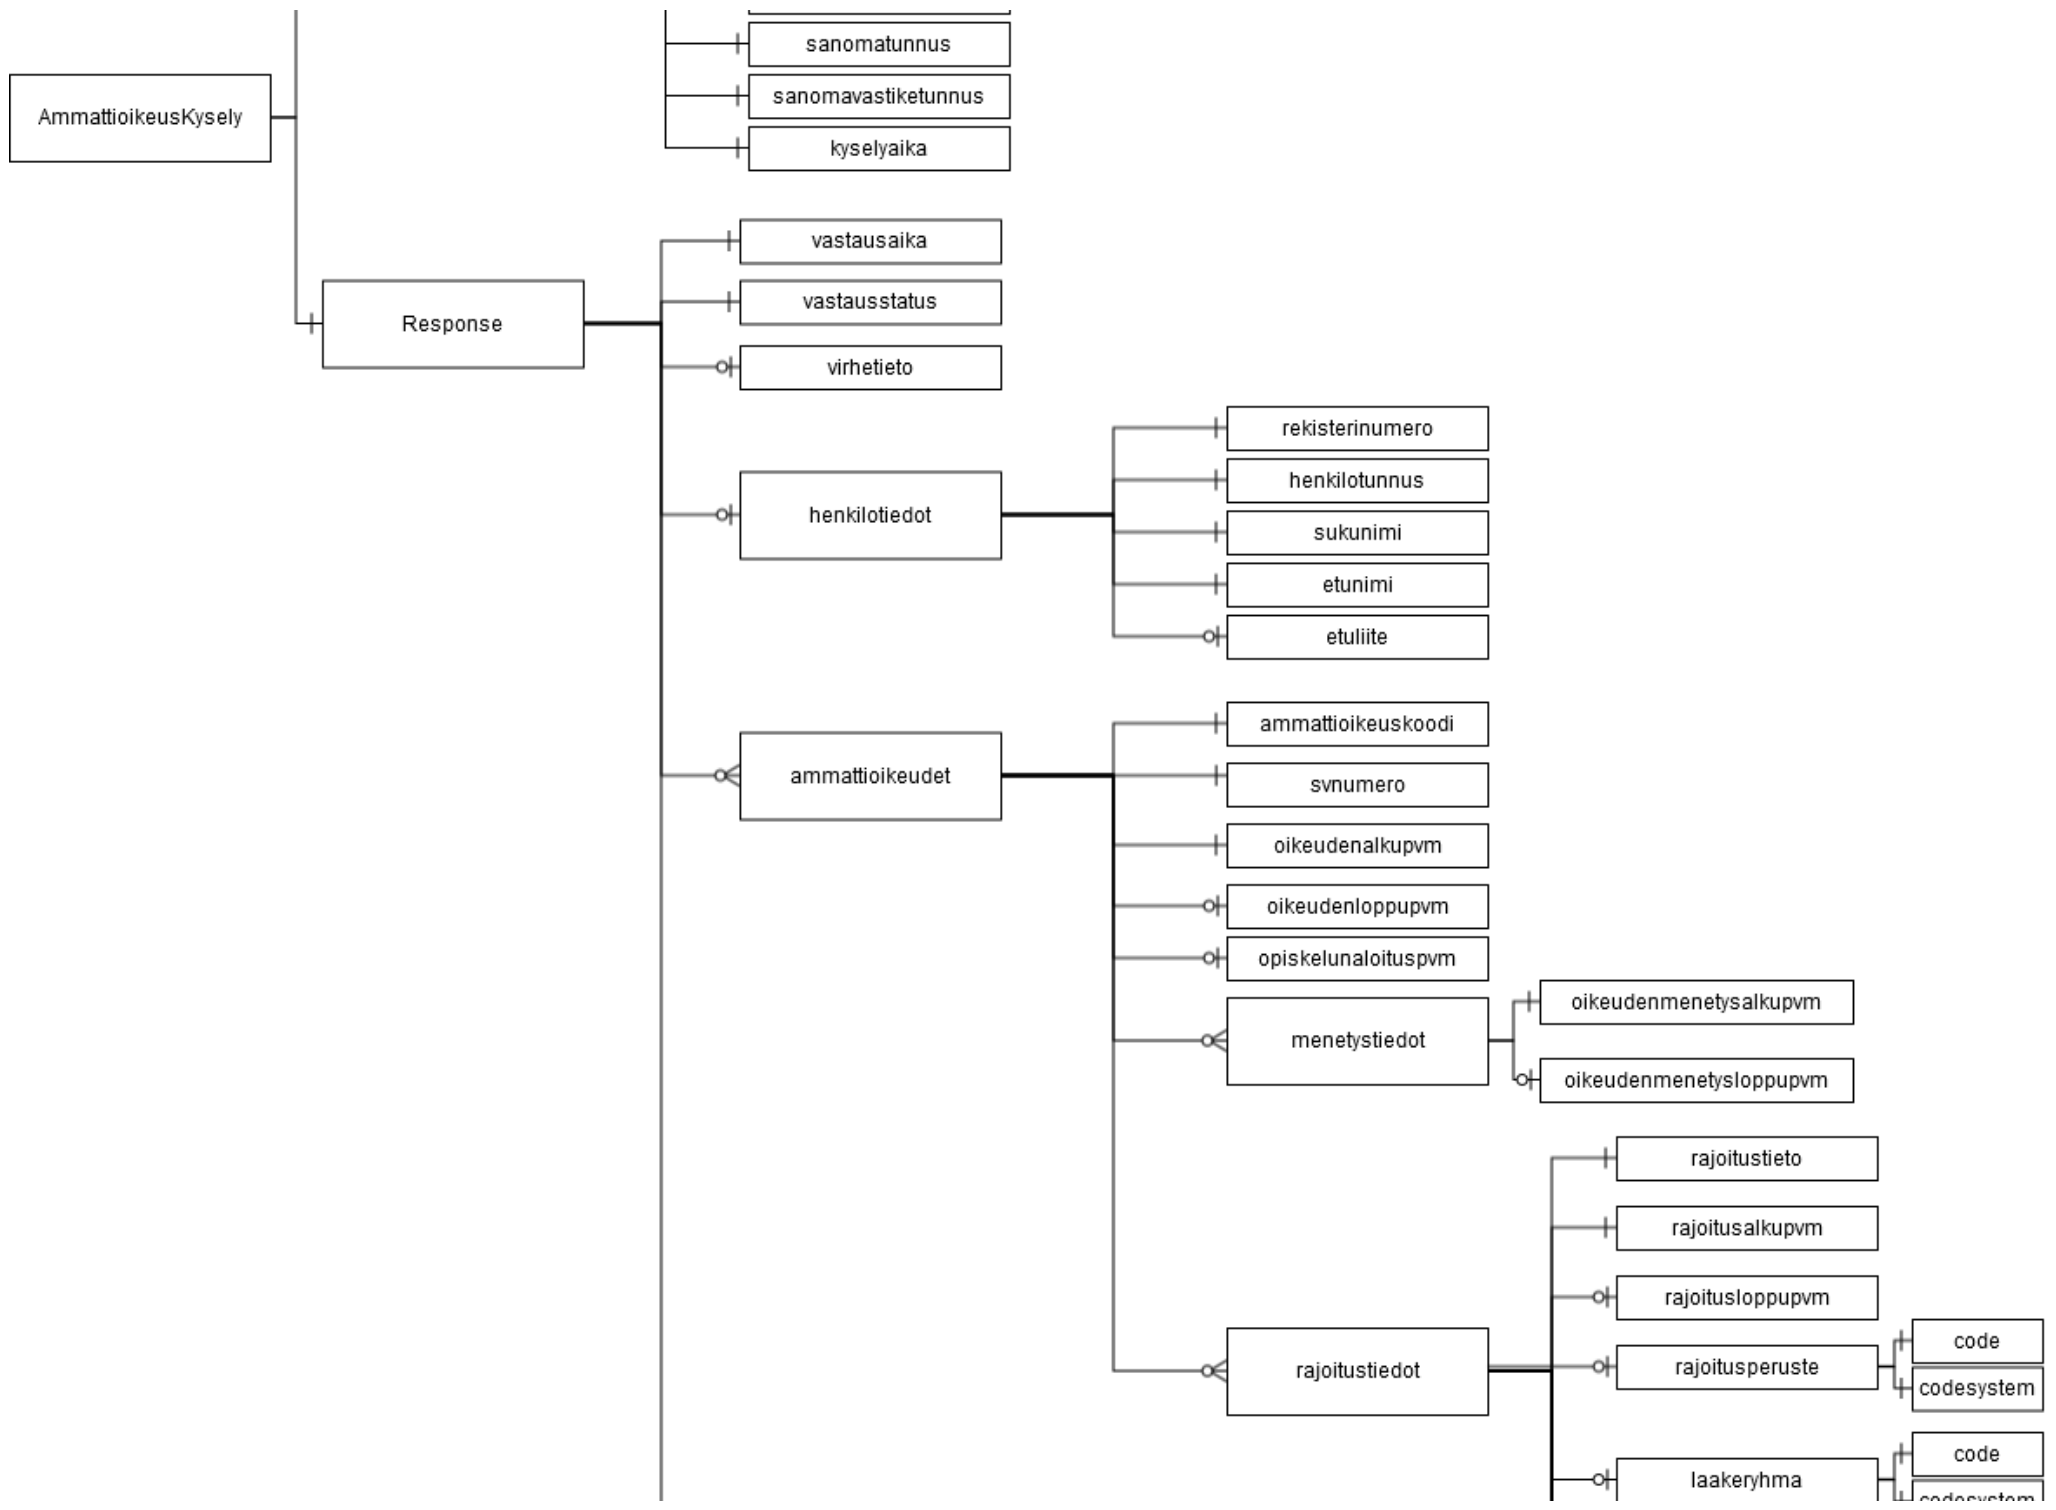 sanomatunnus
sanomavastiketunnus
AmmattioikeusKysely
kyselyaika
vastausaika
vastausstatus
Response
virhetieto
rekisterinumero
henkilotunnus
henkilotiedot
sukunimi
etunimi
etuliite
ammattioikeuskoodi
ammattioikeudet
svnumero
oikeudenalkupvm
oikeudenloppupvm
opiskelunaloituspvm
oikeudenmenetysalkupvm
menetystiedot
oikeudenmenetysloppupvm
rajoitustieto
rajoitusalkupvm
rajoitusloppupvm
code
rajoitustiedot
rajoitusperuste
codesystem
code
laakeryhma
codesystem